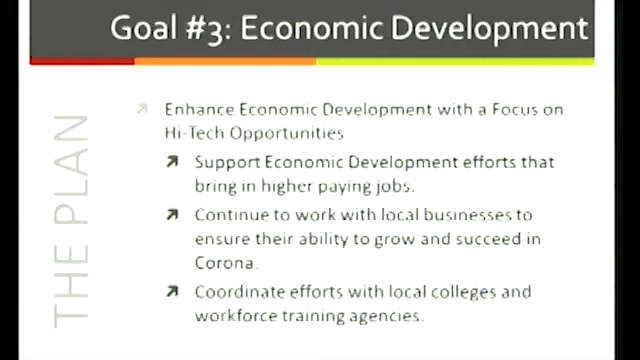 Goal #3: Economic Development
THE PLAN
Enhance Economic Development with a Focus on
Hi-Tech Opportunities
Support Economic Development efforts that
bring in higher paying jobs.
Continue to work with local businesses to
ensure their ability to grow and succeed in
Corona.
Coordinate efforts with local colleges and
workforce training agencies.